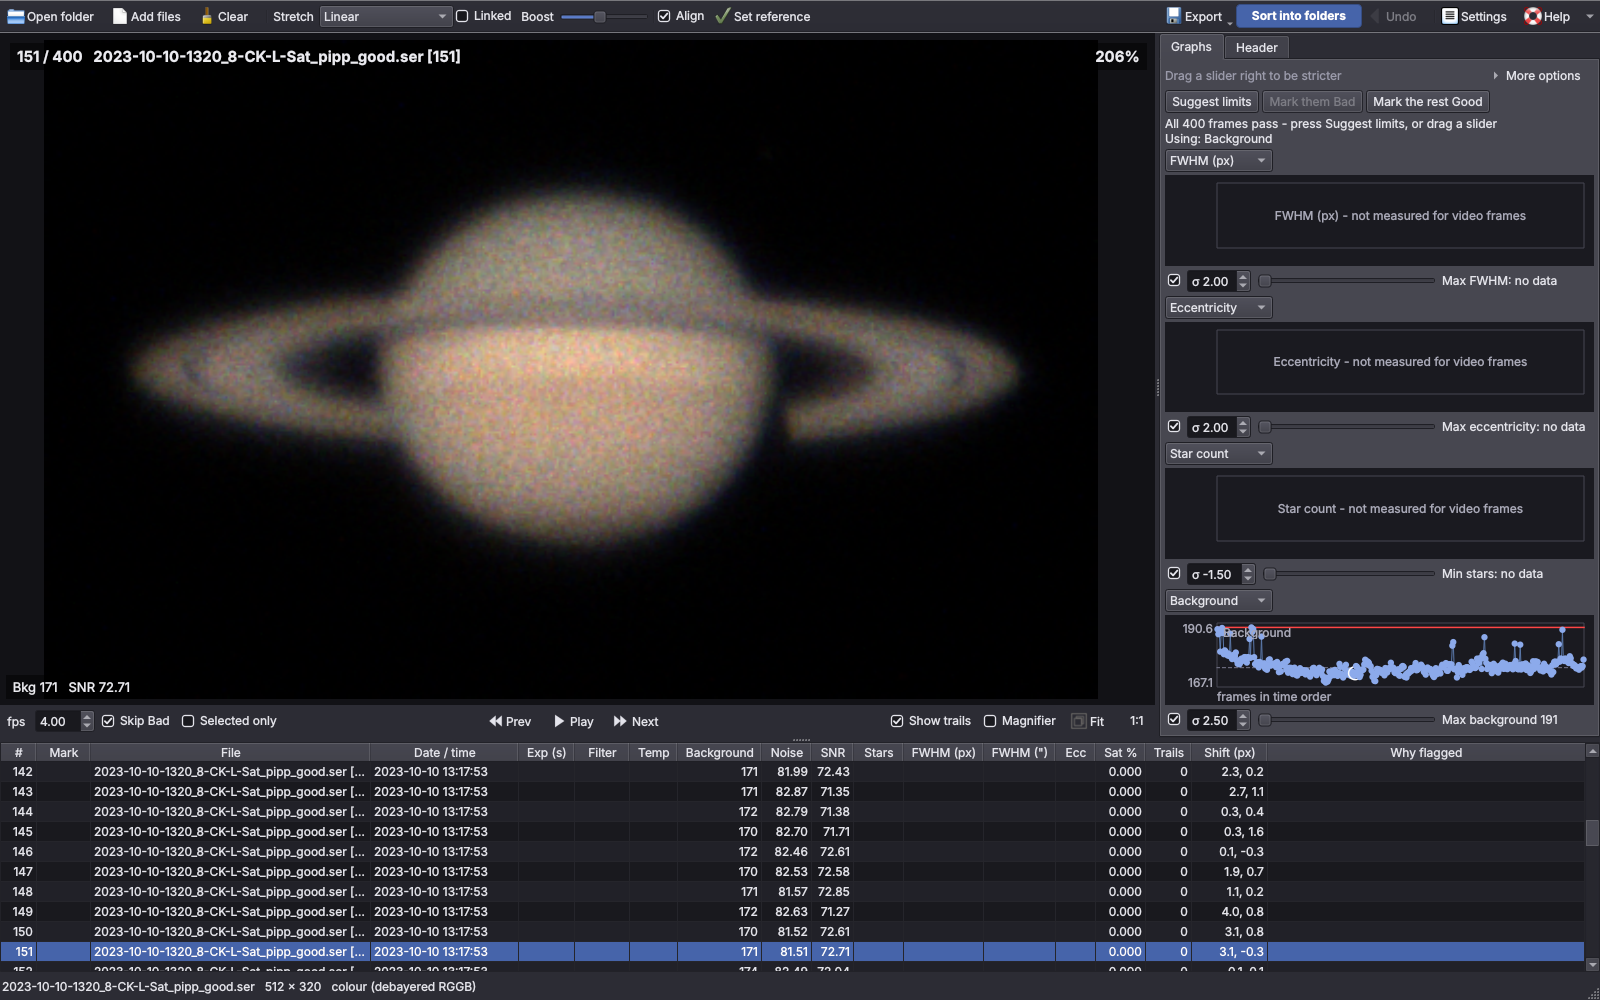 Open folder Add files Clear Stretch Linear Linked Boost Align Set reference Export Sort into folders Undo Settings Help
151 / 400 2023-10-10-1320_8-CK-L-Sat_pipp_good.ser [151] 206%
Bkg 171 SNR 72.71
fps 4.00 Skip Bad Selected only Prev Play Next Show trails Magnifier Fit 1:1
Graphs Header
Drag a slider right to be stricter More options
Suggest limits Mark them Bad Mark the rest Good
All 400 frames pass - press Suggest limits, or drag a slider
Using: Background
FWHM (px)
FWHM (px) - not measured for video frames
σ 2.00 Max FWHM: no data
Eccentricity
Eccentricity - not measured for video frames
σ 2.00 Max eccentricity: no data
Star count
Star count - not measured for video frames
σ -1.50 Min stars: no data
Background
190.6 Background
167.1
frames in time order
σ 2.50 Max background 191
# Mark File Date / time Exp (s) Filter Temp Background Noise SNR Stars FWHM (px) FWHM (") Ecc Sat % Trails Shift (px) Why flagged
142 2023-10-10-1320_8-CK-L-Sat_pipp_good.ser [... 2023-10-10 13:17:53 171 81.99 72.43 0.000 0 2.3, 0.2
143 2023-10-10-1320_8-CK-L-Sat_pipp_good.ser [... 2023-10-10 13:17:53 171 82.87 71.35 0.000 0 2.7, 1.1
144 2023-10-10-1320_8-CK-L-Sat_pipp_good.ser [... 2023-10-10 13:17:53 172 82.79 71.38 0.000 0 0.3, 0.4
145 2023-10-10-1320_8-CK-L-Sat_pipp_good.ser [... 2023-10-10 13:17:53 170 82.70 71.71 0.000 0 0.3, 1.6
146 2023-10-10-1320_8-CK-L-Sat_pipp_good.ser [... 2023-10-10 13:17:53 172 82.46 72.61 0.000 0 0.1, -0.3
147 2023-10-10-1320_8-CK-L-Sat_pipp_good.ser [... 2023-10-10 13:17:53 170 82.53 72.58 0.000 0 1.9, 0.7
148 2023-10-10-1320_8-CK-L-Sat_pipp_good.ser [... 2023-10-10 13:17:53 171 81.57 72.85 0.000 0 1.1, 0.2
149 2023-10-10-1320_8-CK-L-Sat_pipp_good.ser [... 2023-10-10 13:17:53 172 82.63 71.27 0.000 0 4.0, 0.8
150 2023-10-10-1320_8-CK-L-Sat_pipp_good.ser [... 2023-10-10 13:17:53 170 81.52 72.61 0.000 0 3.1, 0.8
151 2023-10-10-1320_8-CK-L-Sat_pipp_good.ser [... 2023-10-10 13:17:53 171 81.51 72.71 0.000 0 3.1, -0.3
2023-10-10-1320_8-CK-L-Sat_pipp_good.ser 512 × 320 colour (debayered RGGB)